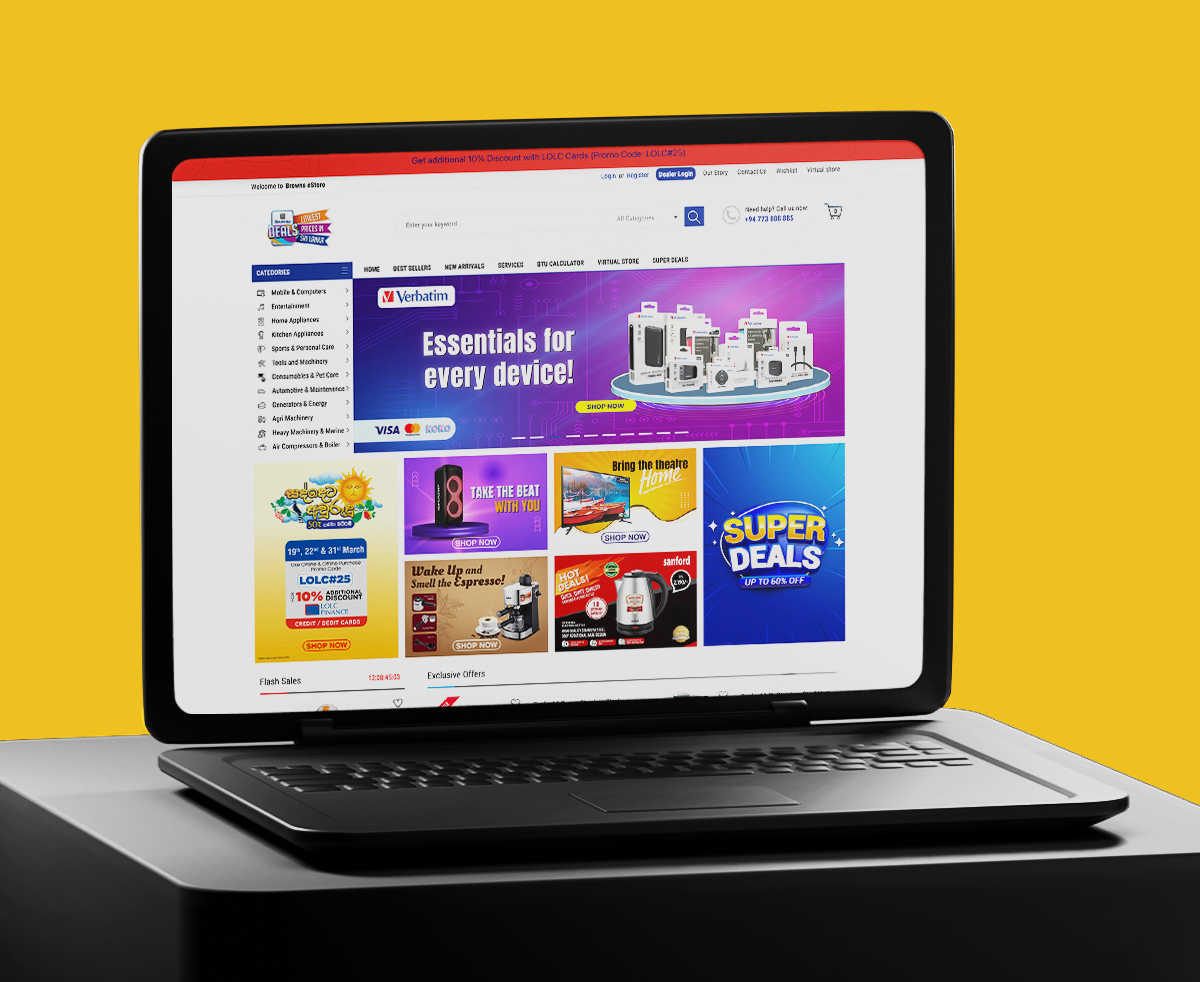 Get additional 10% Discount with LOLC Cards (Promo Code: LOLC#25)
Welcome to Browns eStore
Login or Register
Dealer Login
Our Story
Contact Us
Wishlist
Virtual Store
BROWNS
DEALS
LOWEST
PRICES IN
SRI LANKA
Enter your keyword
All Categories
Need help? Call us now:
+94 773 888 885
0
CATEGORIES
HOME
BEST SELLERS
NEW ARRIVALS
SERVICES
BTU CALCULATOR
VIRTUAL STORE
SUPER DEALS
Mobile & Computers
Entertainment
Home Appliances
Kitchen Appliances
Sports & Personal Care
Tools and Machinery
Consumables & Pet Care
Automotive & Maintenance
Generators & Energy
Agri Machinery
Heavy Machinery & Marine
Air Compressors & Boiler
Verbatim
Essentials for
every device!
SHOP NOW
VISA
KOKO
19th, 22nd & 31st March
Use Online & Offline Purchase
Promo Code
LOLC#25
10% ADDITIONAL
DISCOUNT
LOLC
FINANCE
CREDIT / DEBIT CARDS
SHOP NOW
TAKE THE BEAT
WITH YOU
SHOP NOW
Bring the theatre
Home
SHOP NOW
SUPER
DEALS
UP TO 60% OFF
Wake Up and
Smell the Espresso!
SHOP NOW
HOT
DEALS!
sanford
Flash Sales
12:08:45:03
Exclusive Offers